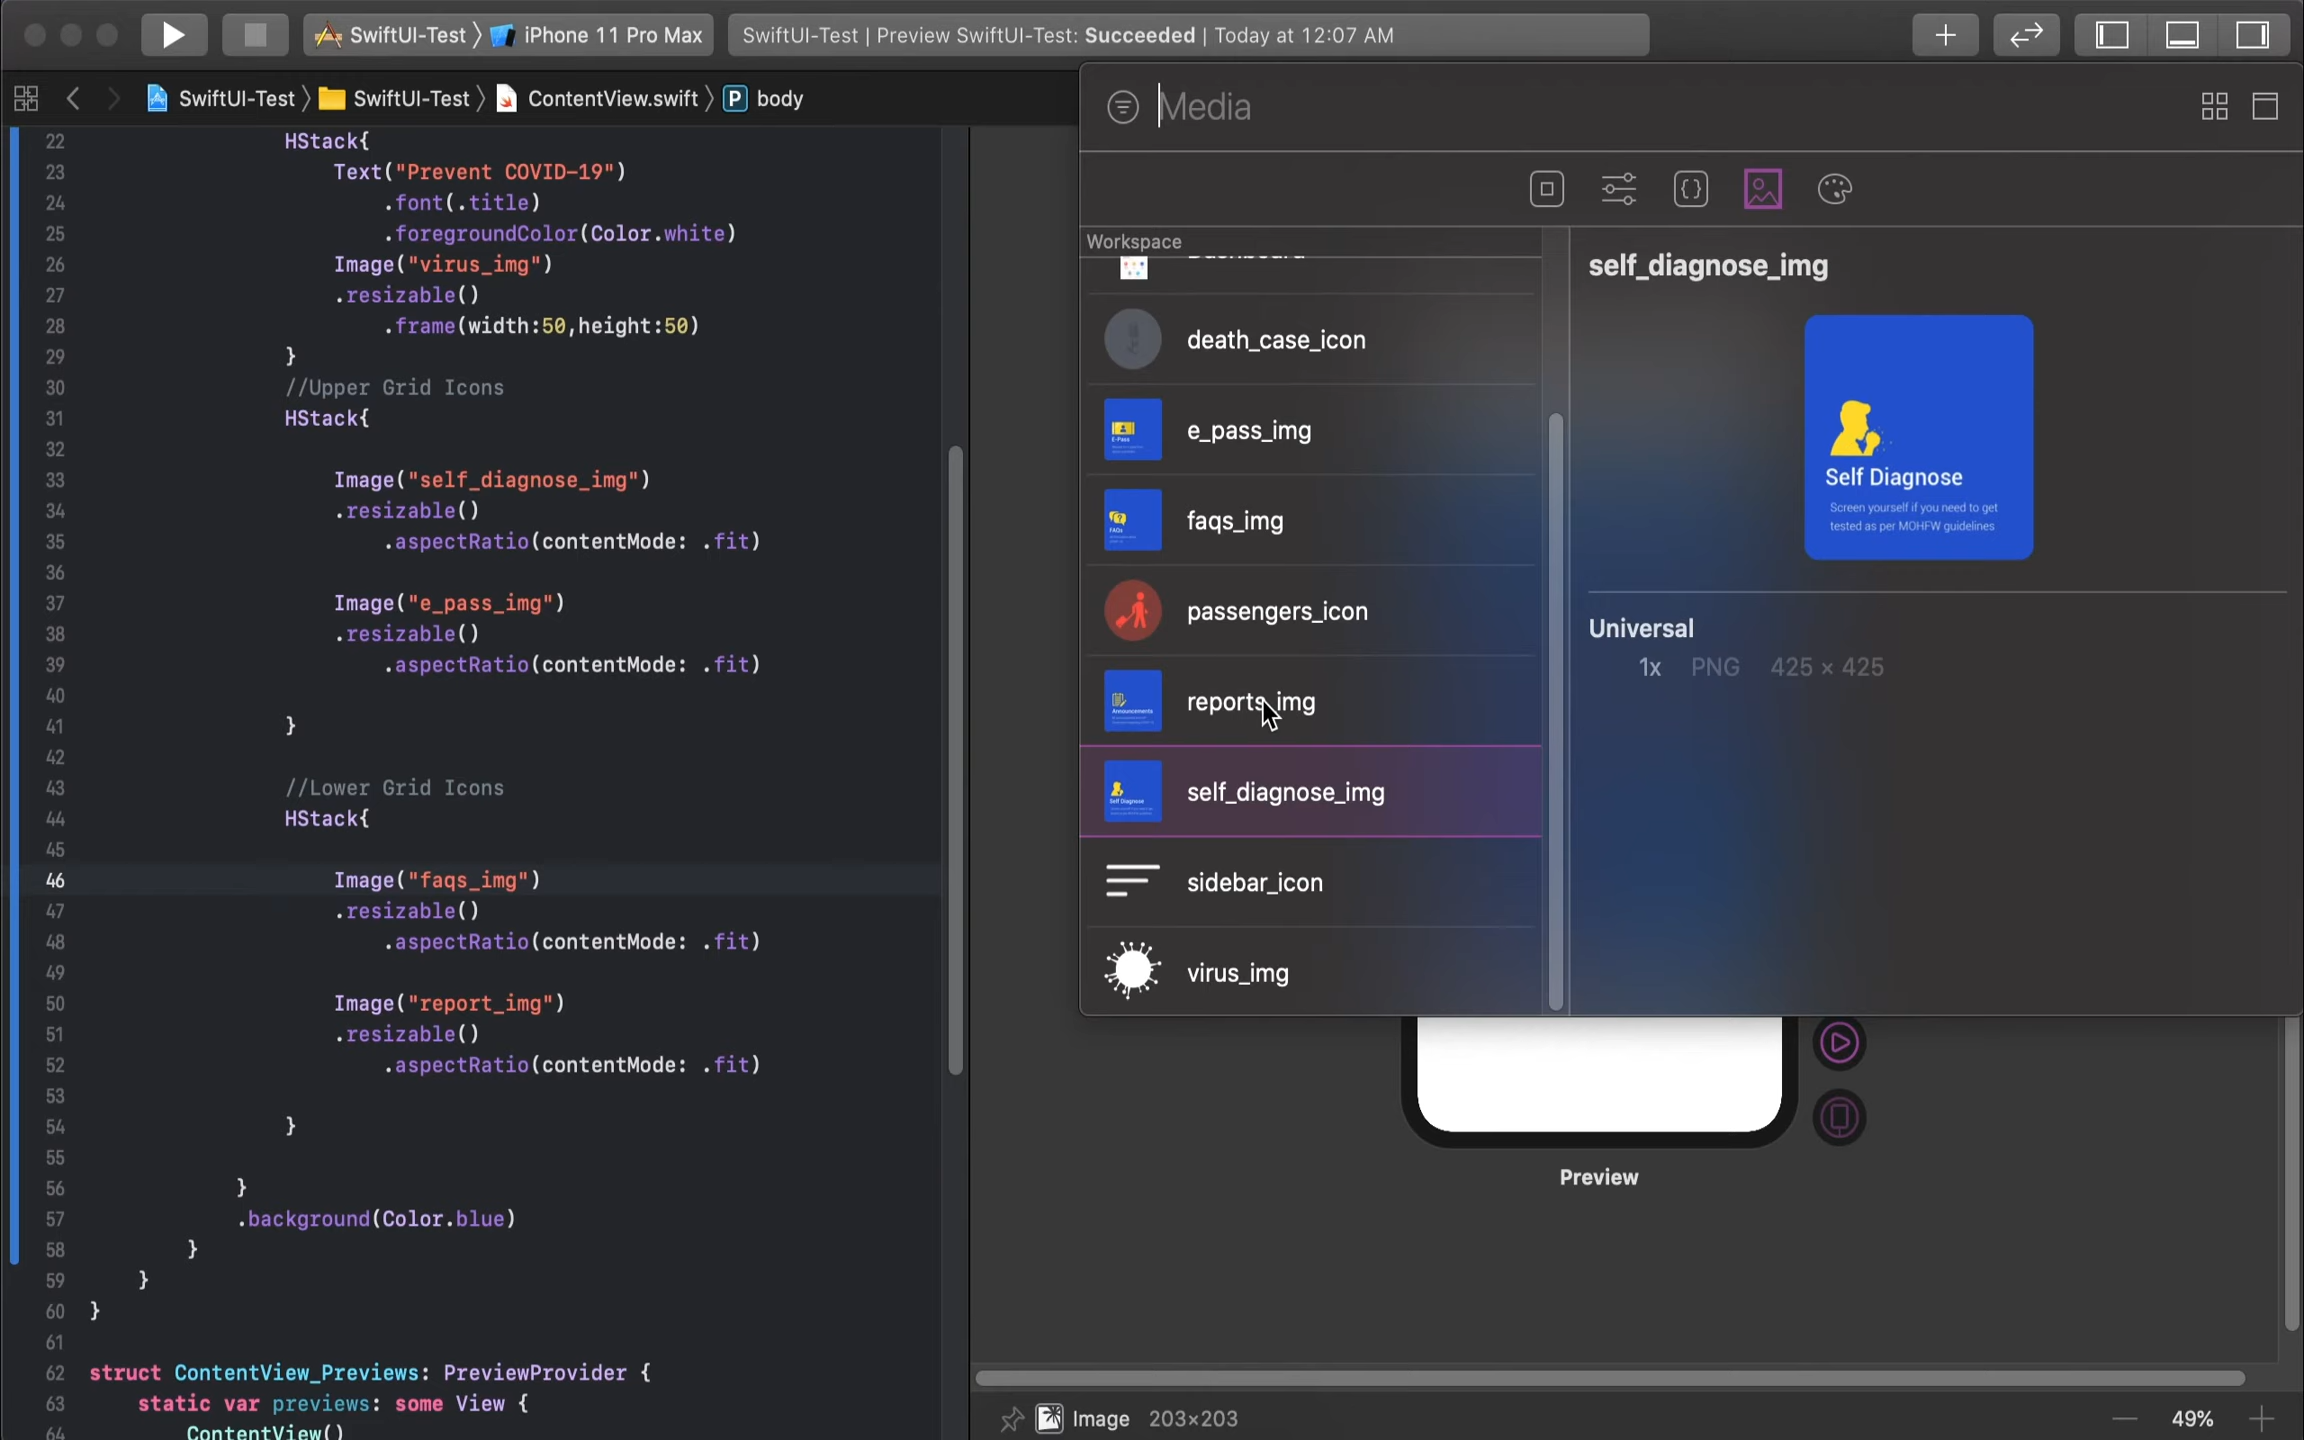 SwiftUI-Test 〉 iPhone 11 Pro Max
SwiftUI-Test | Preview SwiftUI-Test: Succeeded | Today at 12:07 AM
SwiftUI-Test 〉 SwiftUI-Test 〉 ContentView.swift 〉 P body
22 HStack{
23 Text("Prevent COVID-19")
24 .font(.title)
25 .foregroundColor(Color.white)
26 Image("virus_img")
27 .resizable()
28 .frame(width:50,height:50)
29 }
30 //Upper Grid Icons
31 HStack{
32
33 Image("self_diagnose_img")
34 .resizable()
35 .aspectRatio(contentMode: .fit)
36
37 Image("e_pass_img")
38 .resizable()
39 .aspectRatio(contentMode: .fit)
40
41 }
42
43 //Lower Grid Icons
44 HStack{
45
46 Image("faqs_img")
47 .resizable()
48 .aspectRatio(contentMode: .fit)
49
50 Image("report_img")
51 .resizable()
52 .aspectRatio(contentMode: .fit)
53
54 }
55
56 }
57 .background(Color.blue)
58 }
59 }
60 }
61
62 struct ContentView_Previews: PreviewProvider {
63 static var previews: some View {
64 ContentView()
Media
Workspace
death_case_icon
E-Pass
e_pass_img
FAQs
faqs_img
passengers_icon
Announcements
reports_img
Self Diagnose
self_diagnose_img
sidebar_icon
virus_img
self_diagnose_img
Self Diagnose
Screen yourself if you need to get
tested as per MOHFW guidelines
Universal
1x PNG 425 × 425
Preview
Image 203×203
49%